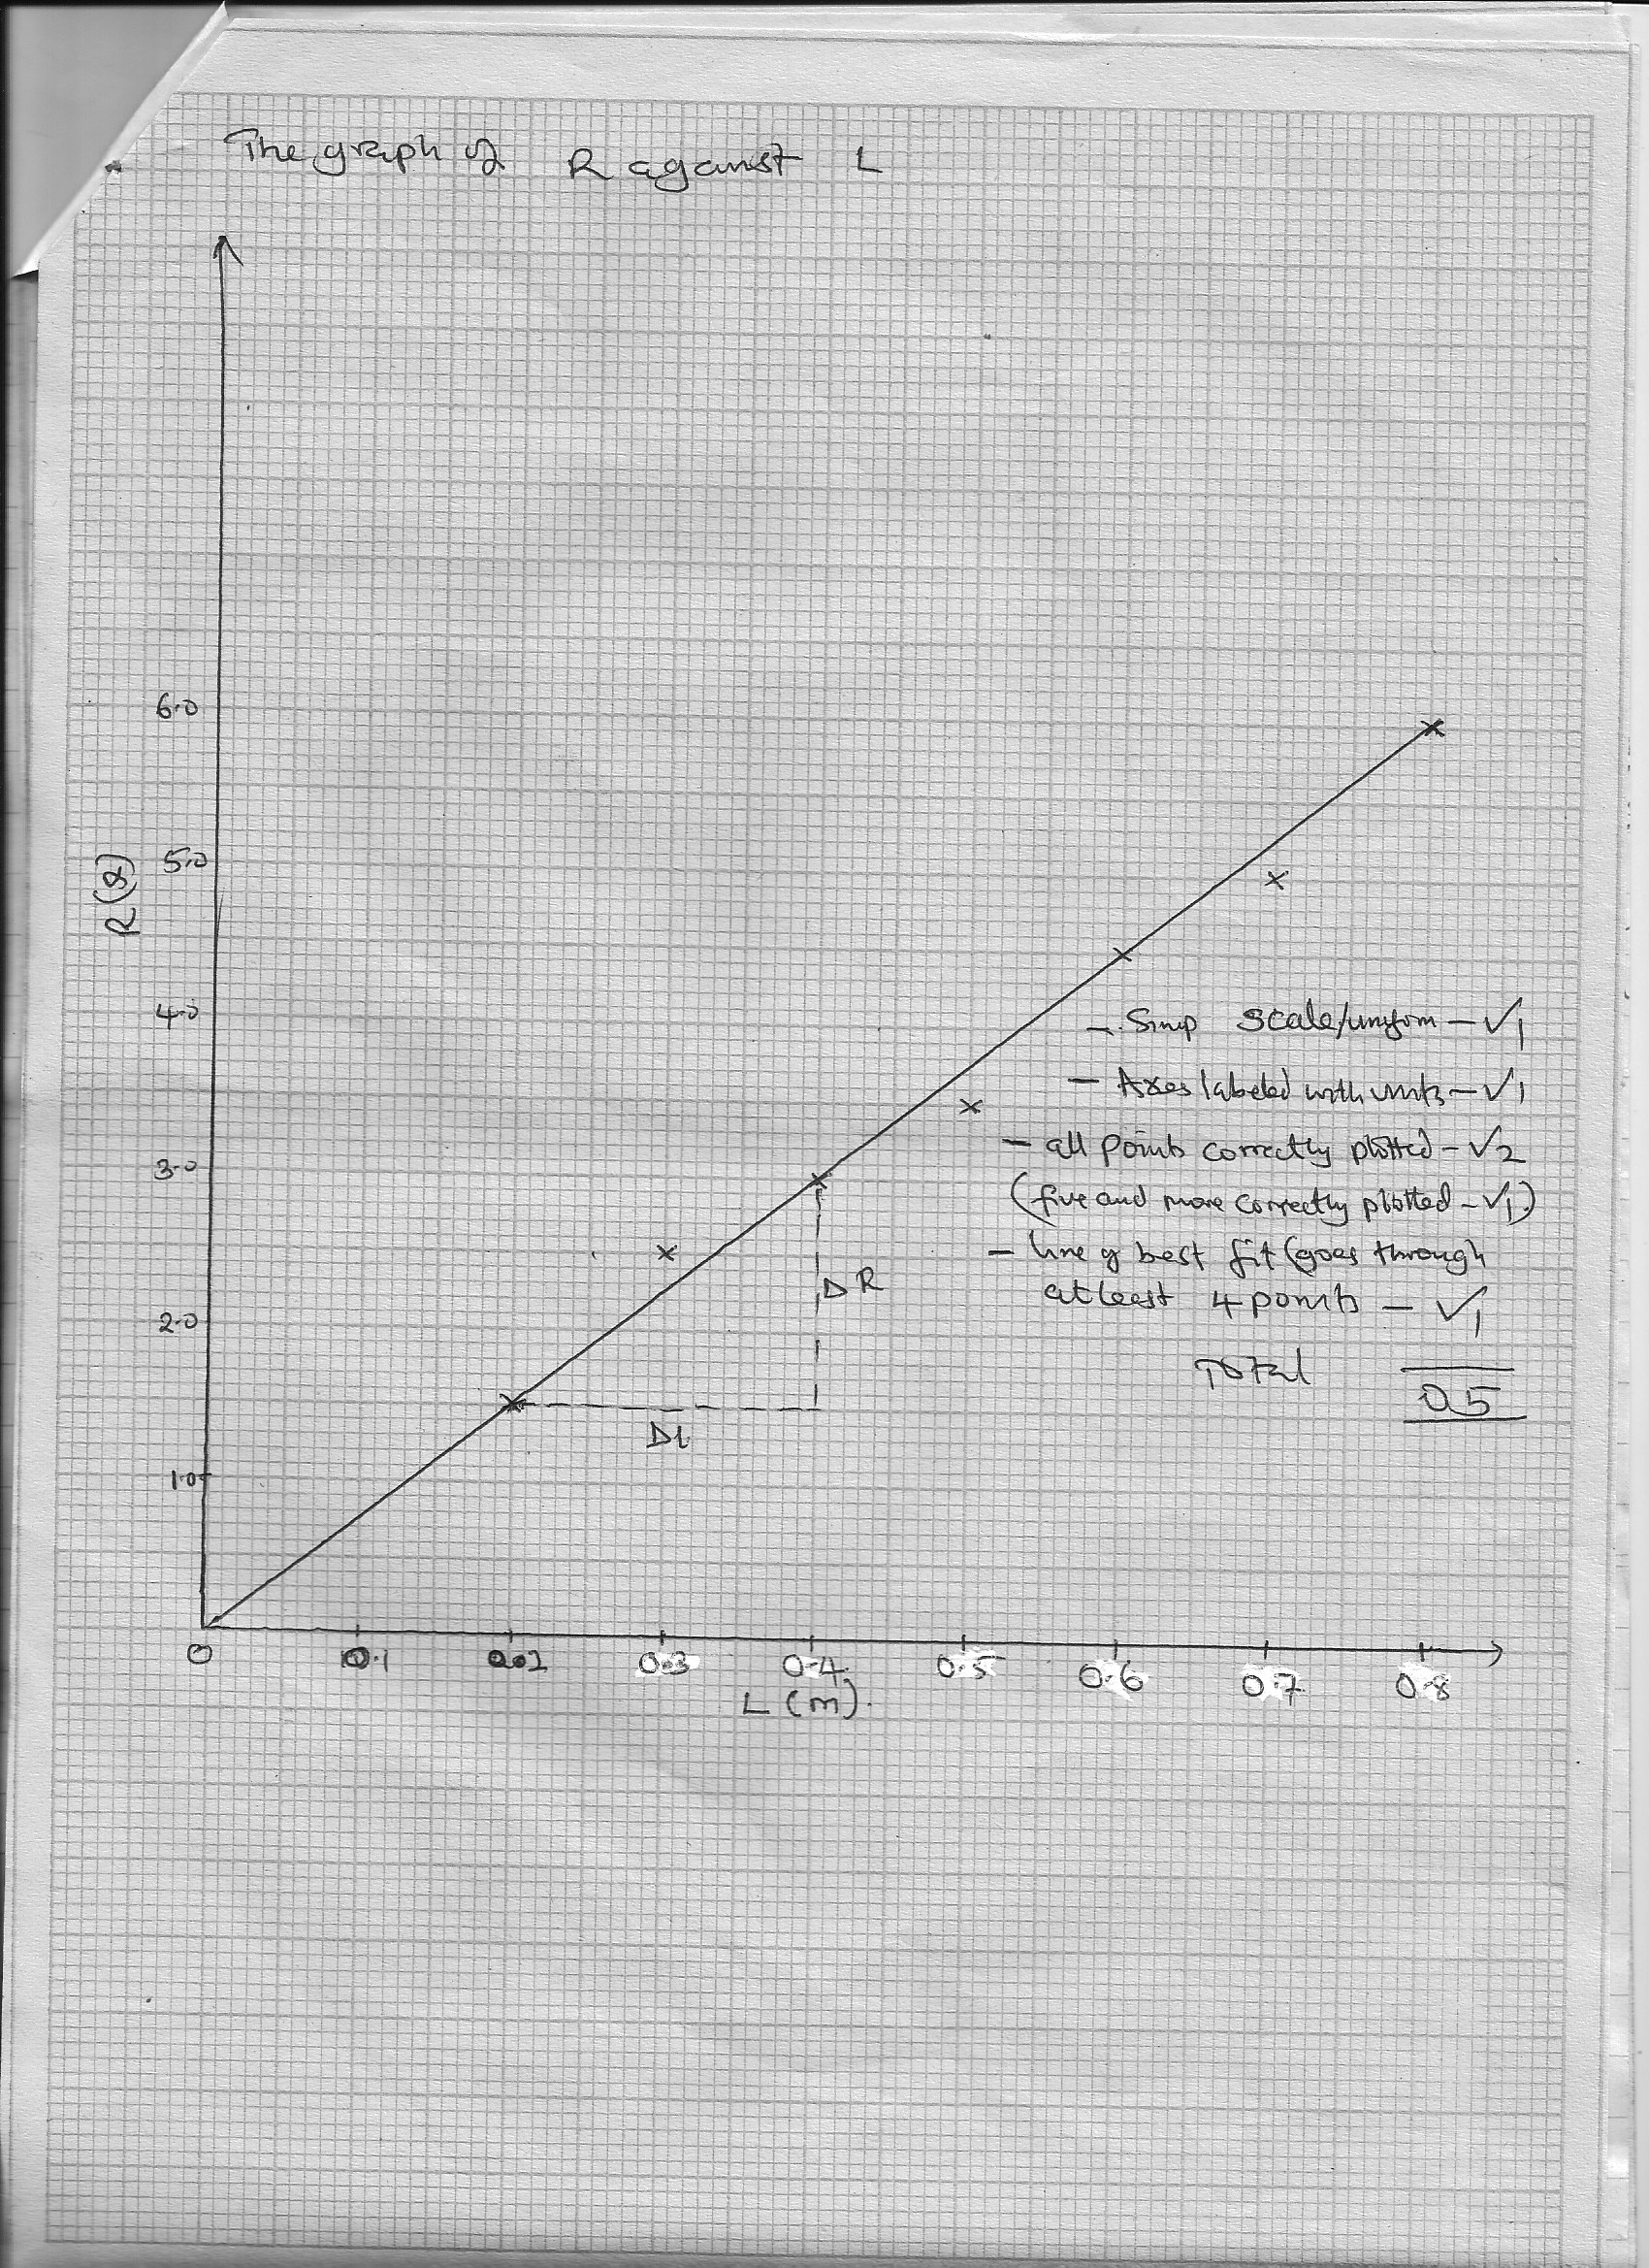 The graph of R against L
6.0
5.0
R(Ω)
4.0
- Simp scale/uniform - √1
- Axes labeled with units - √1
- all points correctly plotted - √2
3.0
(five and more correctly plotted - √1)
- line of best fit (goes through
at least 4 points - √1
ΔR
2.0
Total
05
ΔL
1.0
0 0.1 0.2 0.3 0.4 0.5 0.6 0.7 0.8
L (m).